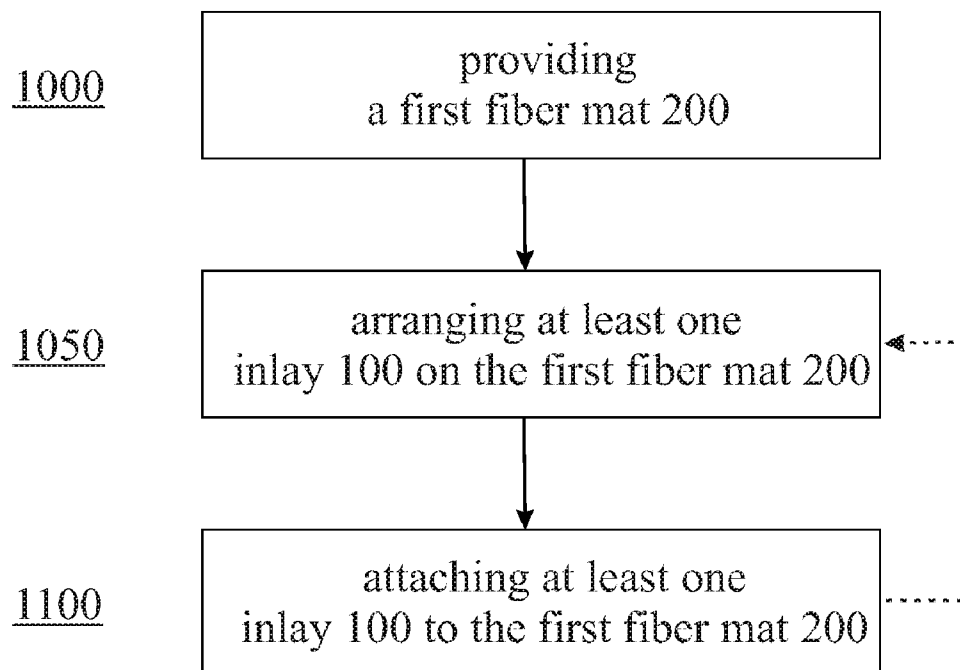 1000
providing
a first fiber mat 200
1050
arranging at least one
inlay 100 on the first fiber mat 200
1100
attaching at least one
inlay 100 to the first fiber mat 200